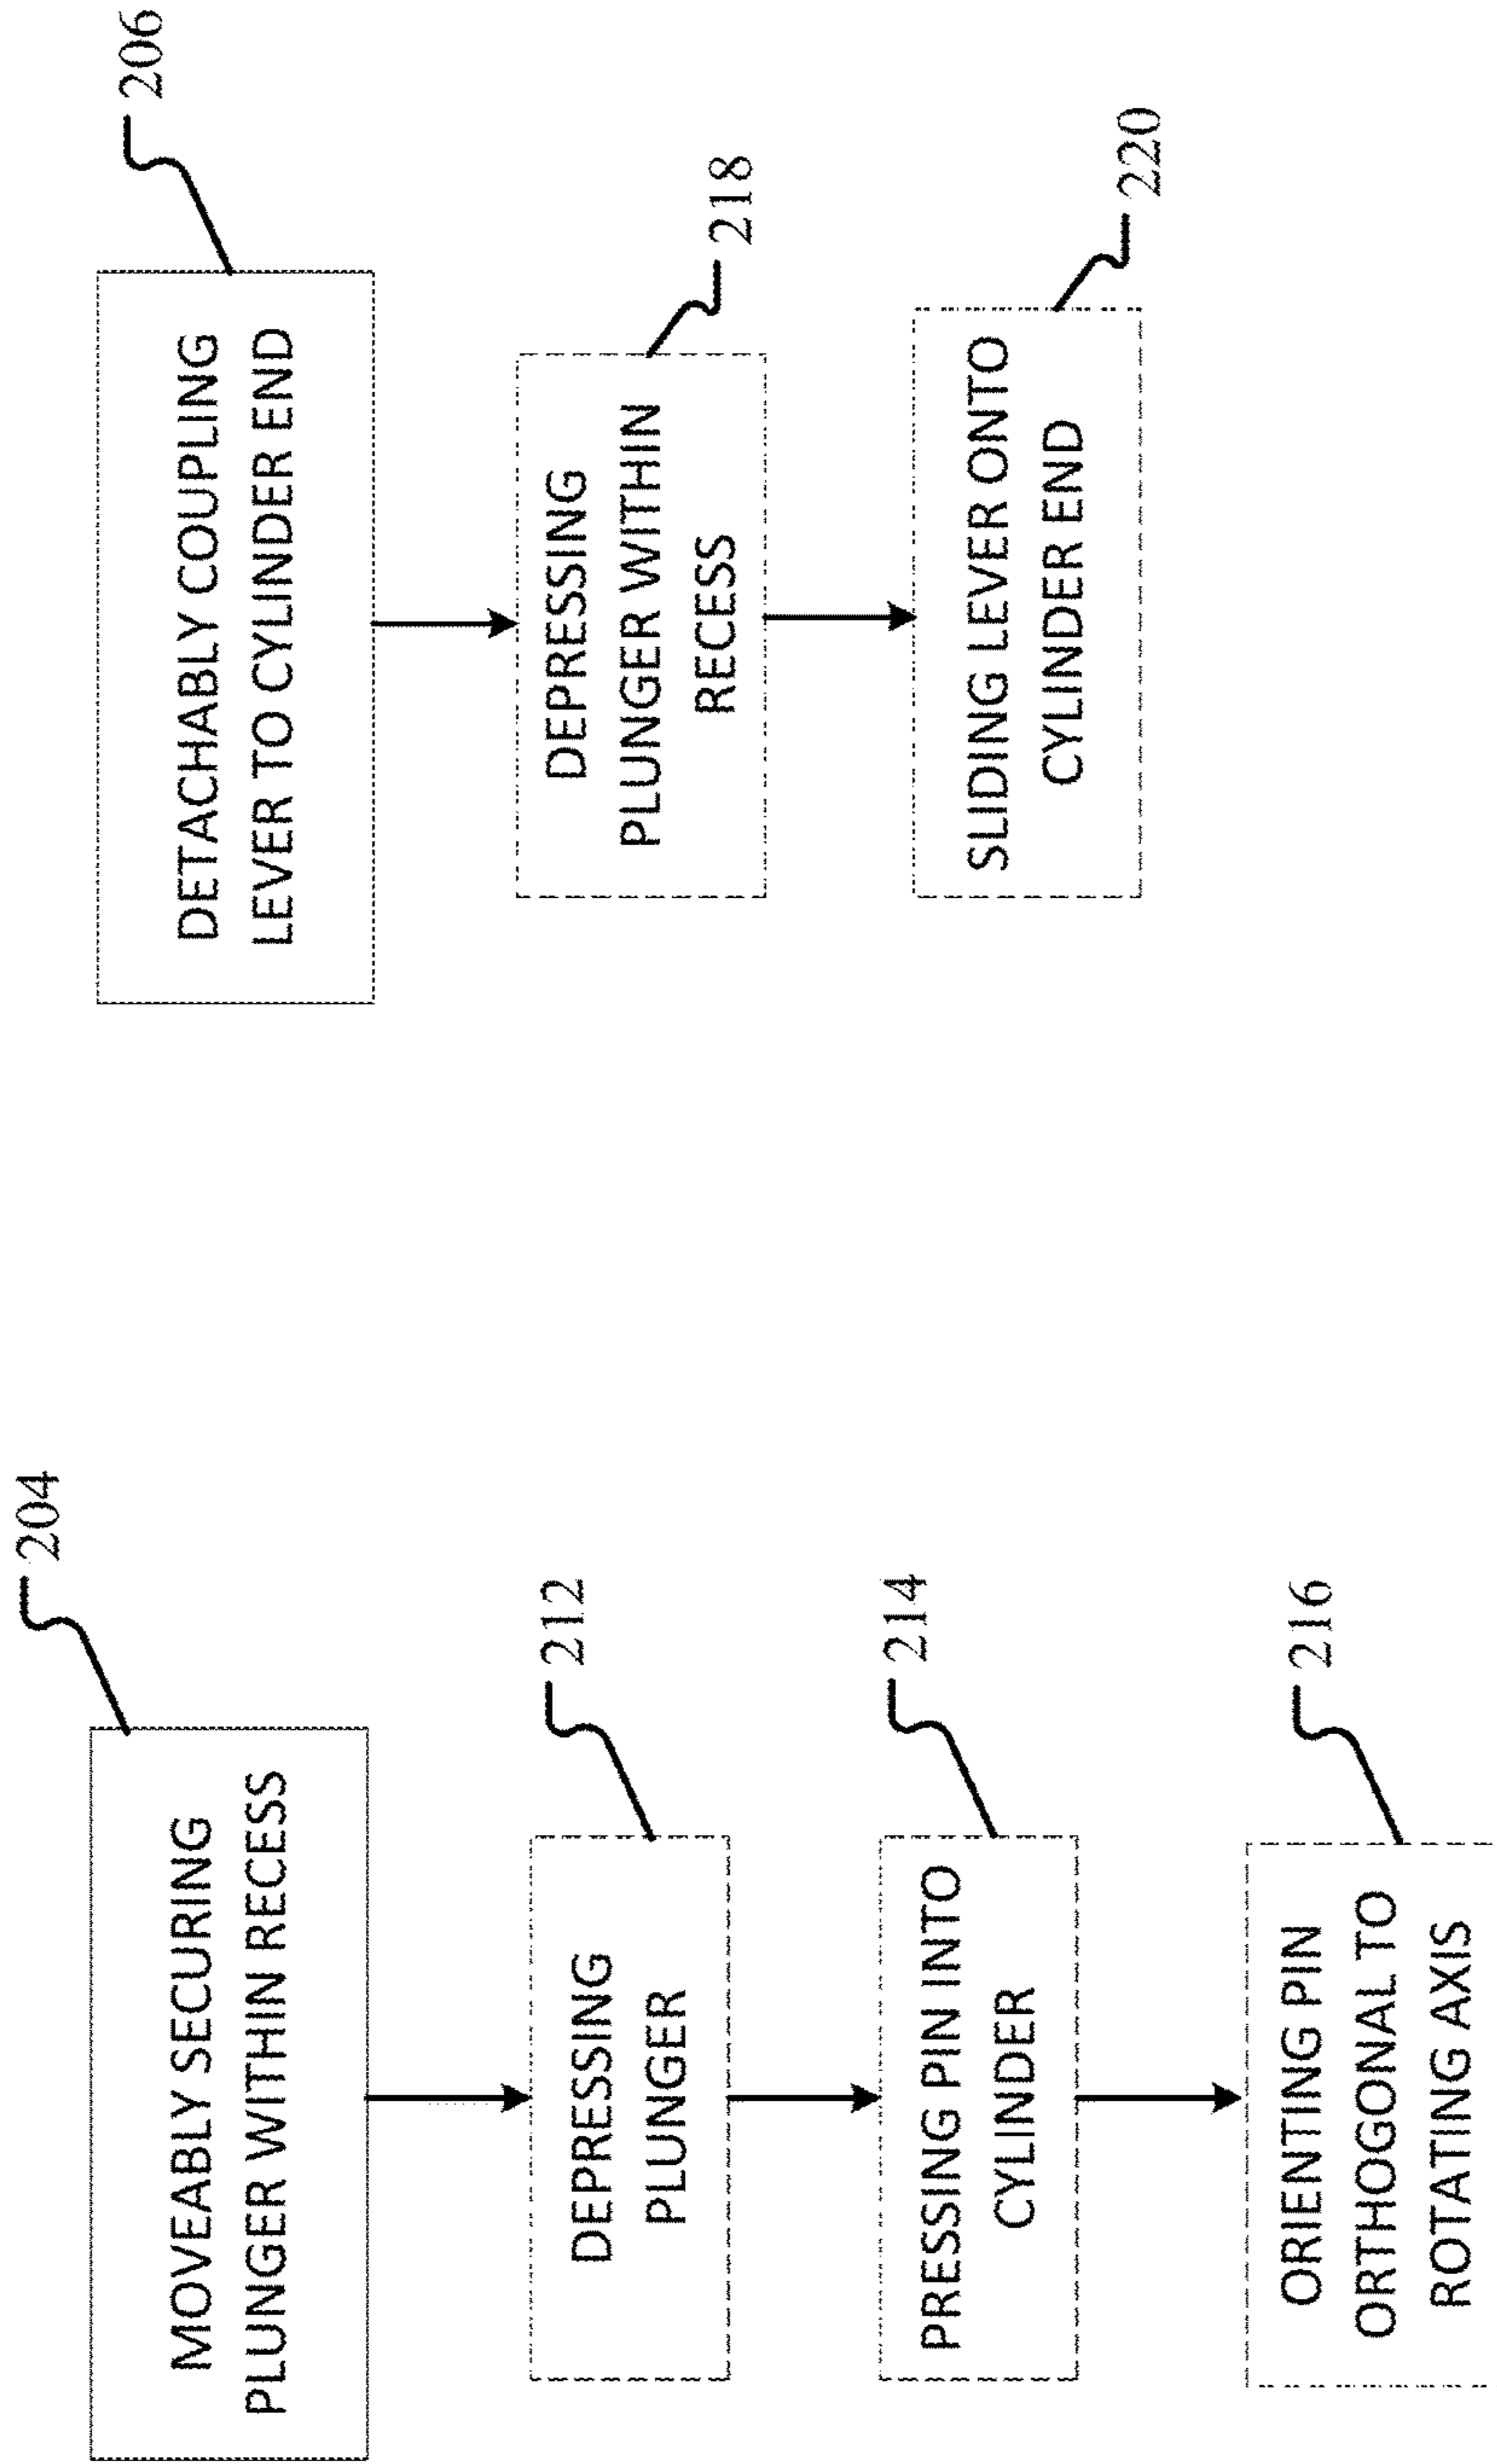 204
MOVEABLY SECURING
PLUNGER WITHIN RECESS
212
DEPRESSING
PLUNGER
214
PRESSING PIN INTO
CYLINDER
216
ORIENTING PIN
ORTHOGONAL TO
ROTATING AXIS
206
DETACHABLY COUPLING
LEVER TO CYLINDER END
218
DEPRESSING
PLUNGER WITHIN
RECESS
220
SLIDING LEVER ONTO
CYLINDER END